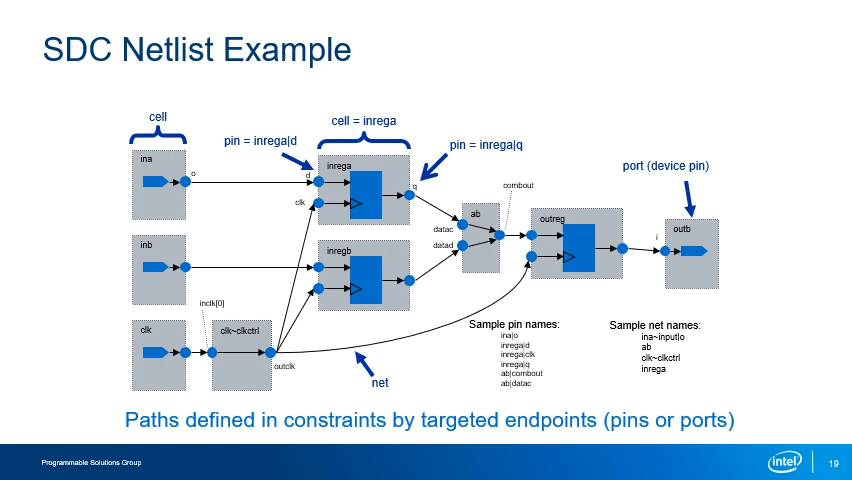 SDC Netlist Example
cell
cell = inrega
pin = inrega|d
pin = inrega|q
port (device pin)
ina
o
d
inrega
q
clk
combout
ab
datac
datad
outreg
i
outb
inb
inregb
inclk[0]
clk
clk~clkctrl
outclk
net
Sample pin names:
ina|o
inrega|d
inrega|clk
inrega|q
ab|combout
ab|datac
Sample net names:
ina~input|o
ab
clk~clkctrl
inrega
Paths defined in constraints by targeted endpoints (pins or ports)
Programmable Solutions Group
intel
19